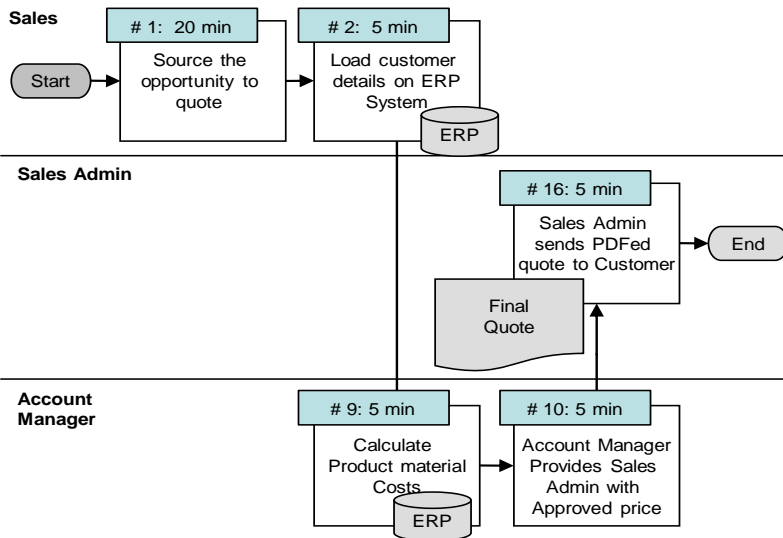 Sales
# 1:  20 min
# 2:  5 min
Start
Source the
opportunity to
quote
Load customer
details on ERP
System
ERP
Sales Admin
# 16: 5 min
Sales Admin
sends PDFed
quote to Customer
End
Final
Quote
Account
Manager
# 9: 5 min
# 10: 5 min
Calculate
Product material
Costs
ERP
Account Manager
Provides Sales
Admin with
Approved price